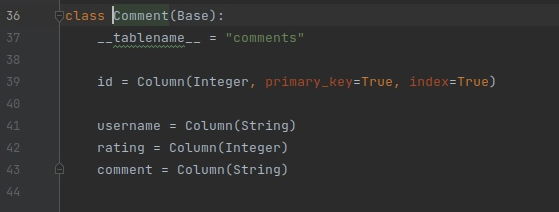 36 class Comment(Base):
37 __tablename__ = "comments"
38
39 id = Column(Integer, primary_key=True, index=True)
40
41 username = Column(String)
42 rating = Column(Integer)
43 comment = Column(String)
44